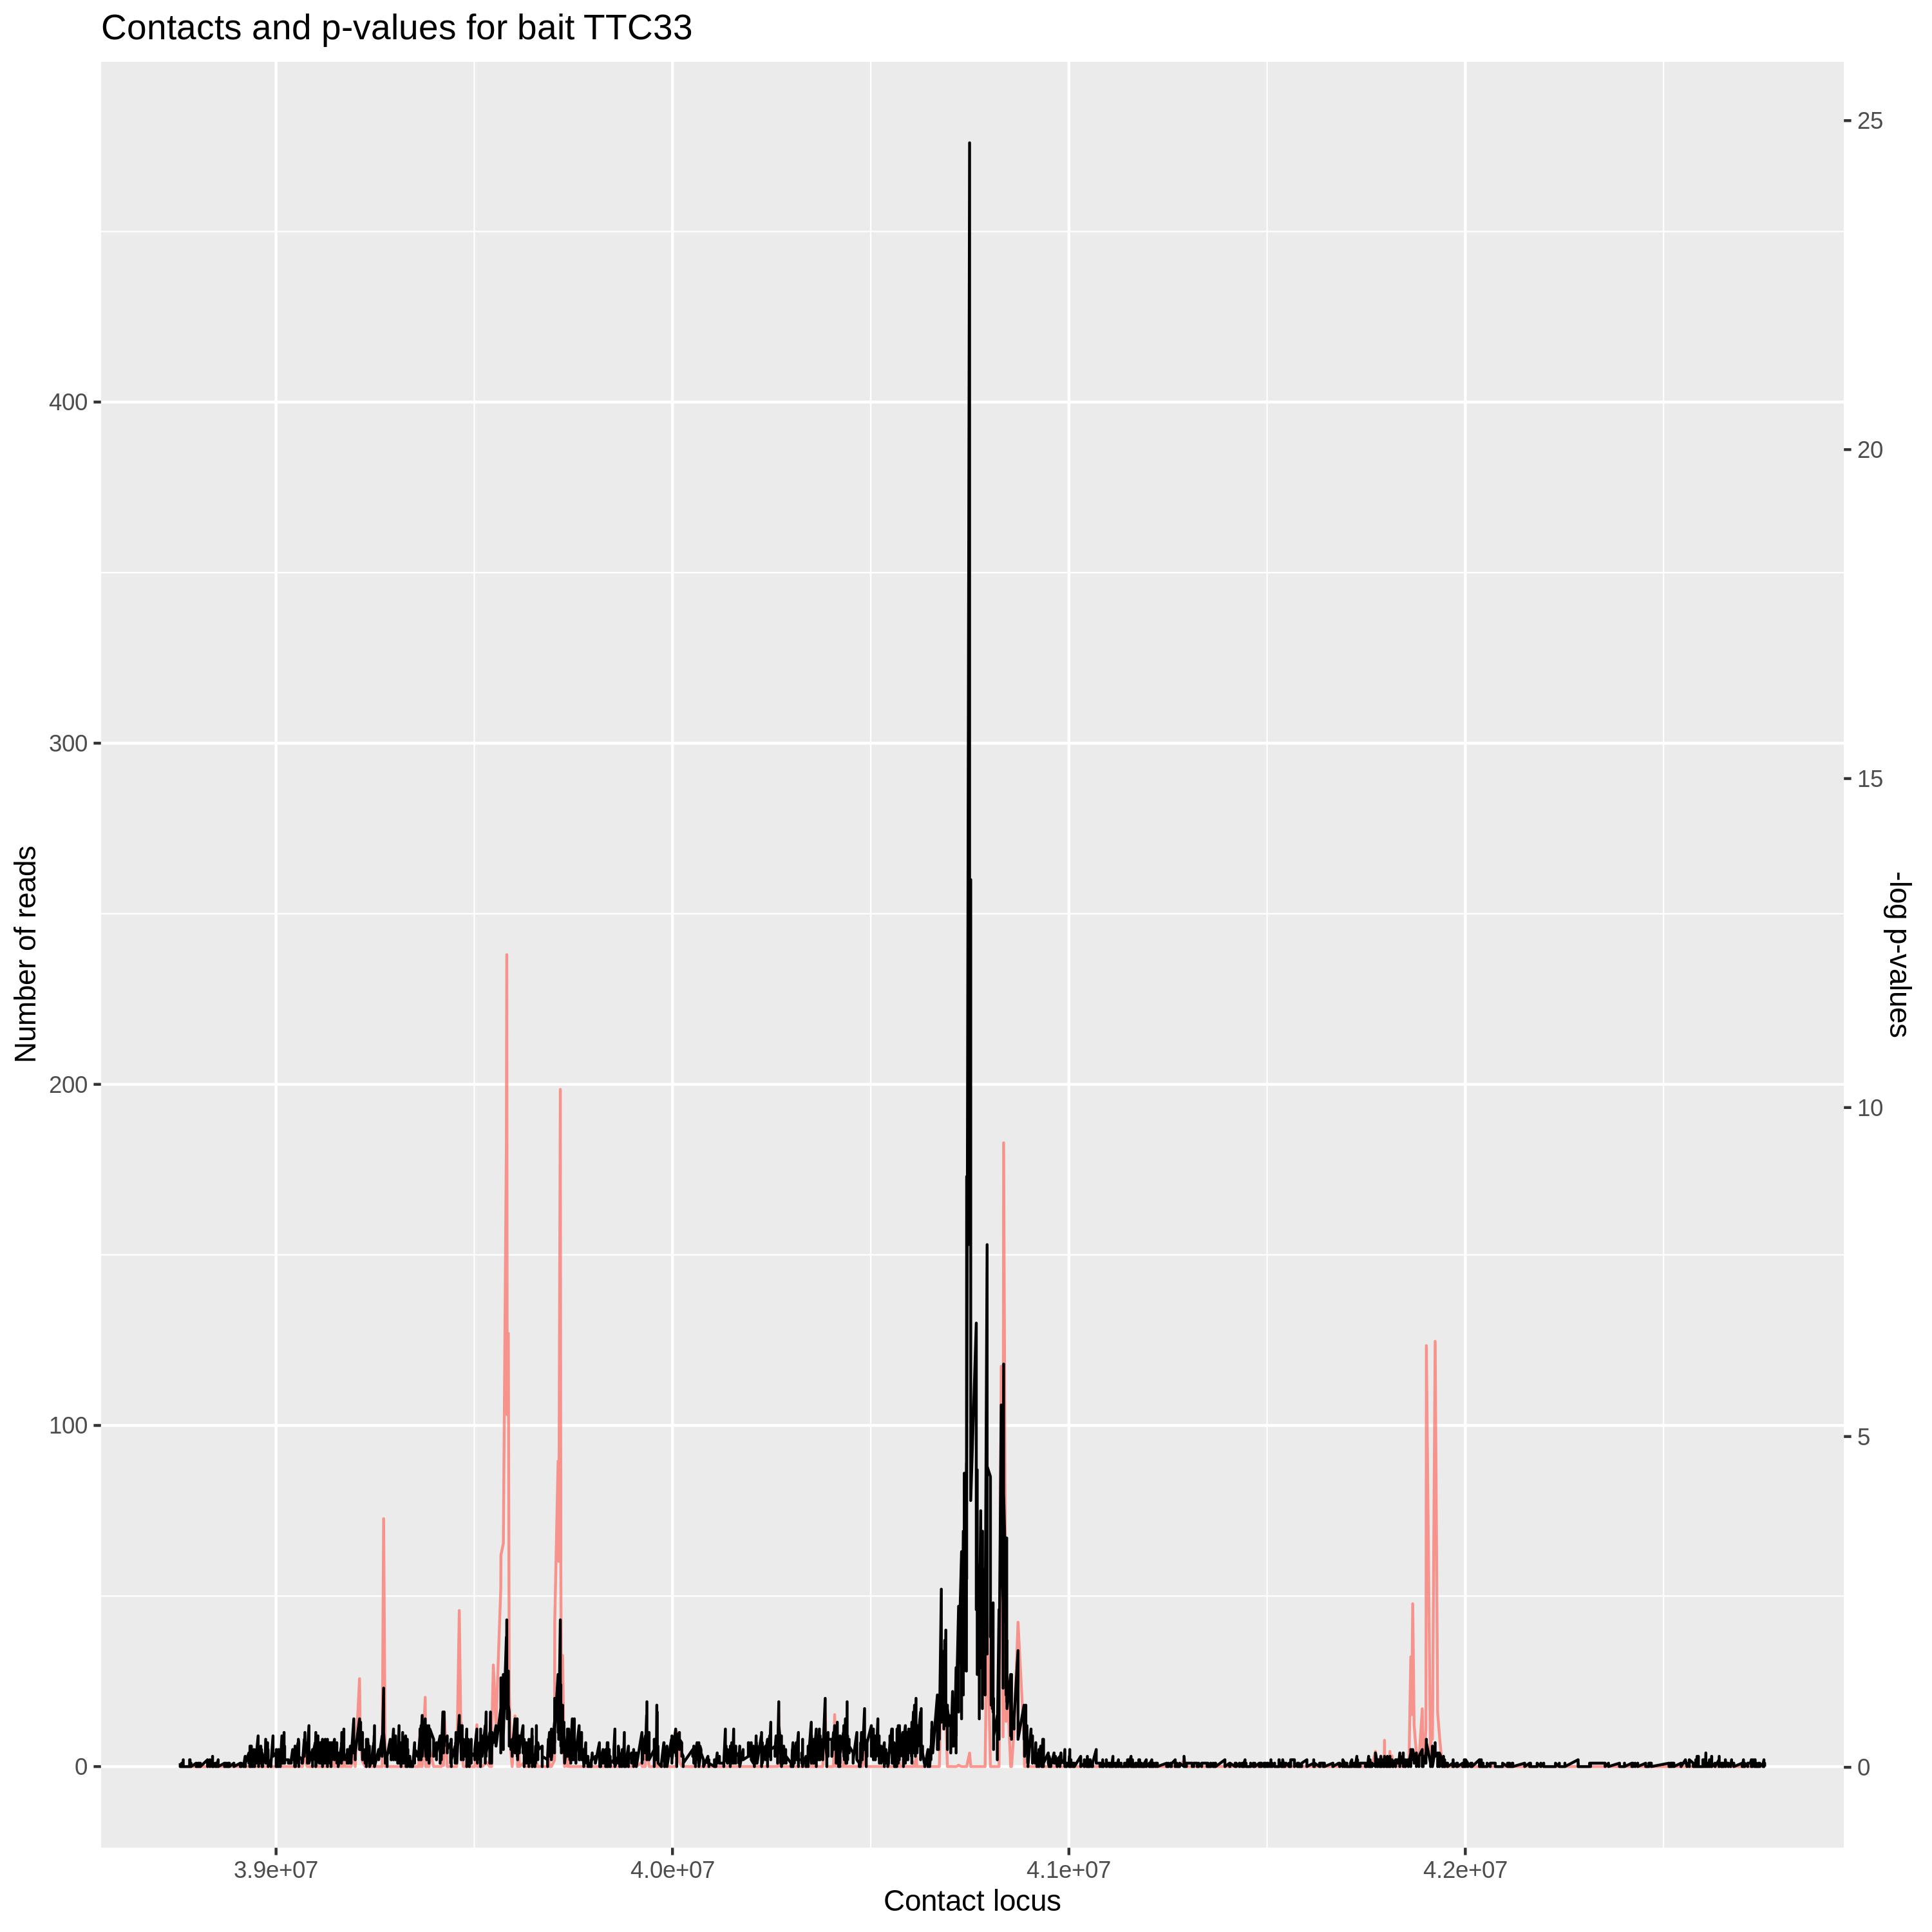 Contacts and p-values for bait TTC33
25
20
400
300
15
Number of reads
-log p-values
200
10
100
5
0
0
3.9e+07
4.0e+07
4.1e+07
4.2e+07
Contact locus